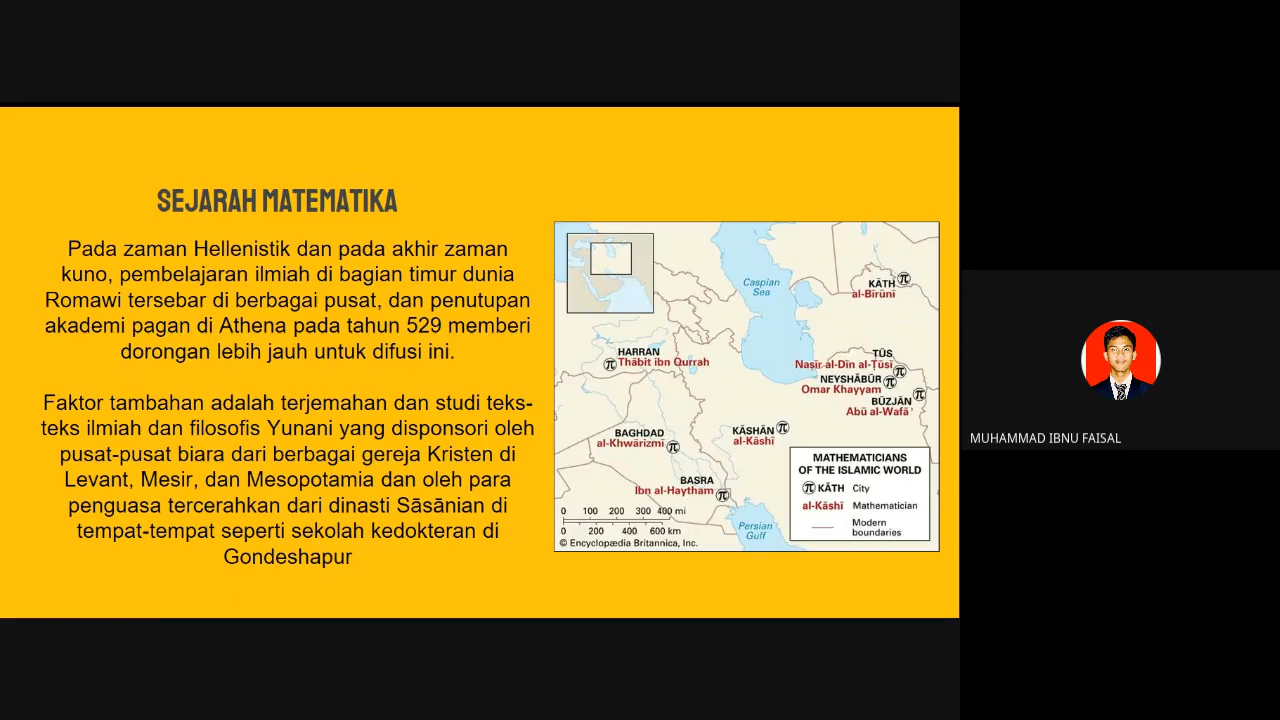 SEJARAH MATEMATIKA
Pada zaman Hellenistik dan pada akhir zaman
kuno, pembelajaran ilmiah di bagian timur dunia
Romawi tersebar di berbagai pusat, dan penutupan
akademi pagan di Athena pada tahun 529 memberi
dorongan lebih jauh untuk difusi ini.
Faktor tambahan adalah terjemahan dan studi teks-
teks ilmiah dan filosofis Yunani yang disponsori oleh
pusat-pusat biara dari berbagai gereja Kristen di
Levant, Mesir, dan Mesopotamia dan oleh para
penguasa tercerahkan dari dinasti Sāsānian di
tempat-tempat seperti sekolah kedokteran di
Gondeshapur
Caspian
Sea
KĀTH
al-Bīrūnī
HARRAN
Thābit ibn Qurrah
ṬŪS
Naṣīr al-Dīn al-Ṭūsī
NEYSHĀBŪR
Omar Khayyam
BŪZJĀN
Abū al-Wafāʾ
BAGHDAD
al-Khwārizmī
KĀSHĀN
al-Kāshī
BASRA
Ibn al-Haytham
Persian
Gulf
MATHEMATICIANS
OF THE ISLAMIC WORLD
π KĀTH City
al-Kāshī Mathematician
Modern
boundaries
0 100 200 300 400 mi
0 200 400 600 km
© Encyclopædia Britannica, Inc.
MUHAMMAD IBNU FAISAL